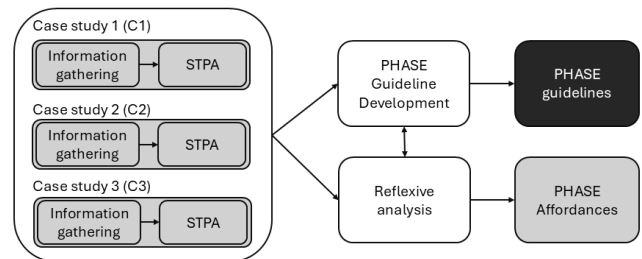 Case study 1 (C1)
Information
gathering
STPA
Case study 2 (C2)
Information
gathering
STPA
Case study 3 (C3)
Information
gathering
STPA
PHASE
Guideline
Development
PHASE
guidelines
Reflexive
analysis
PHASE
Affordances